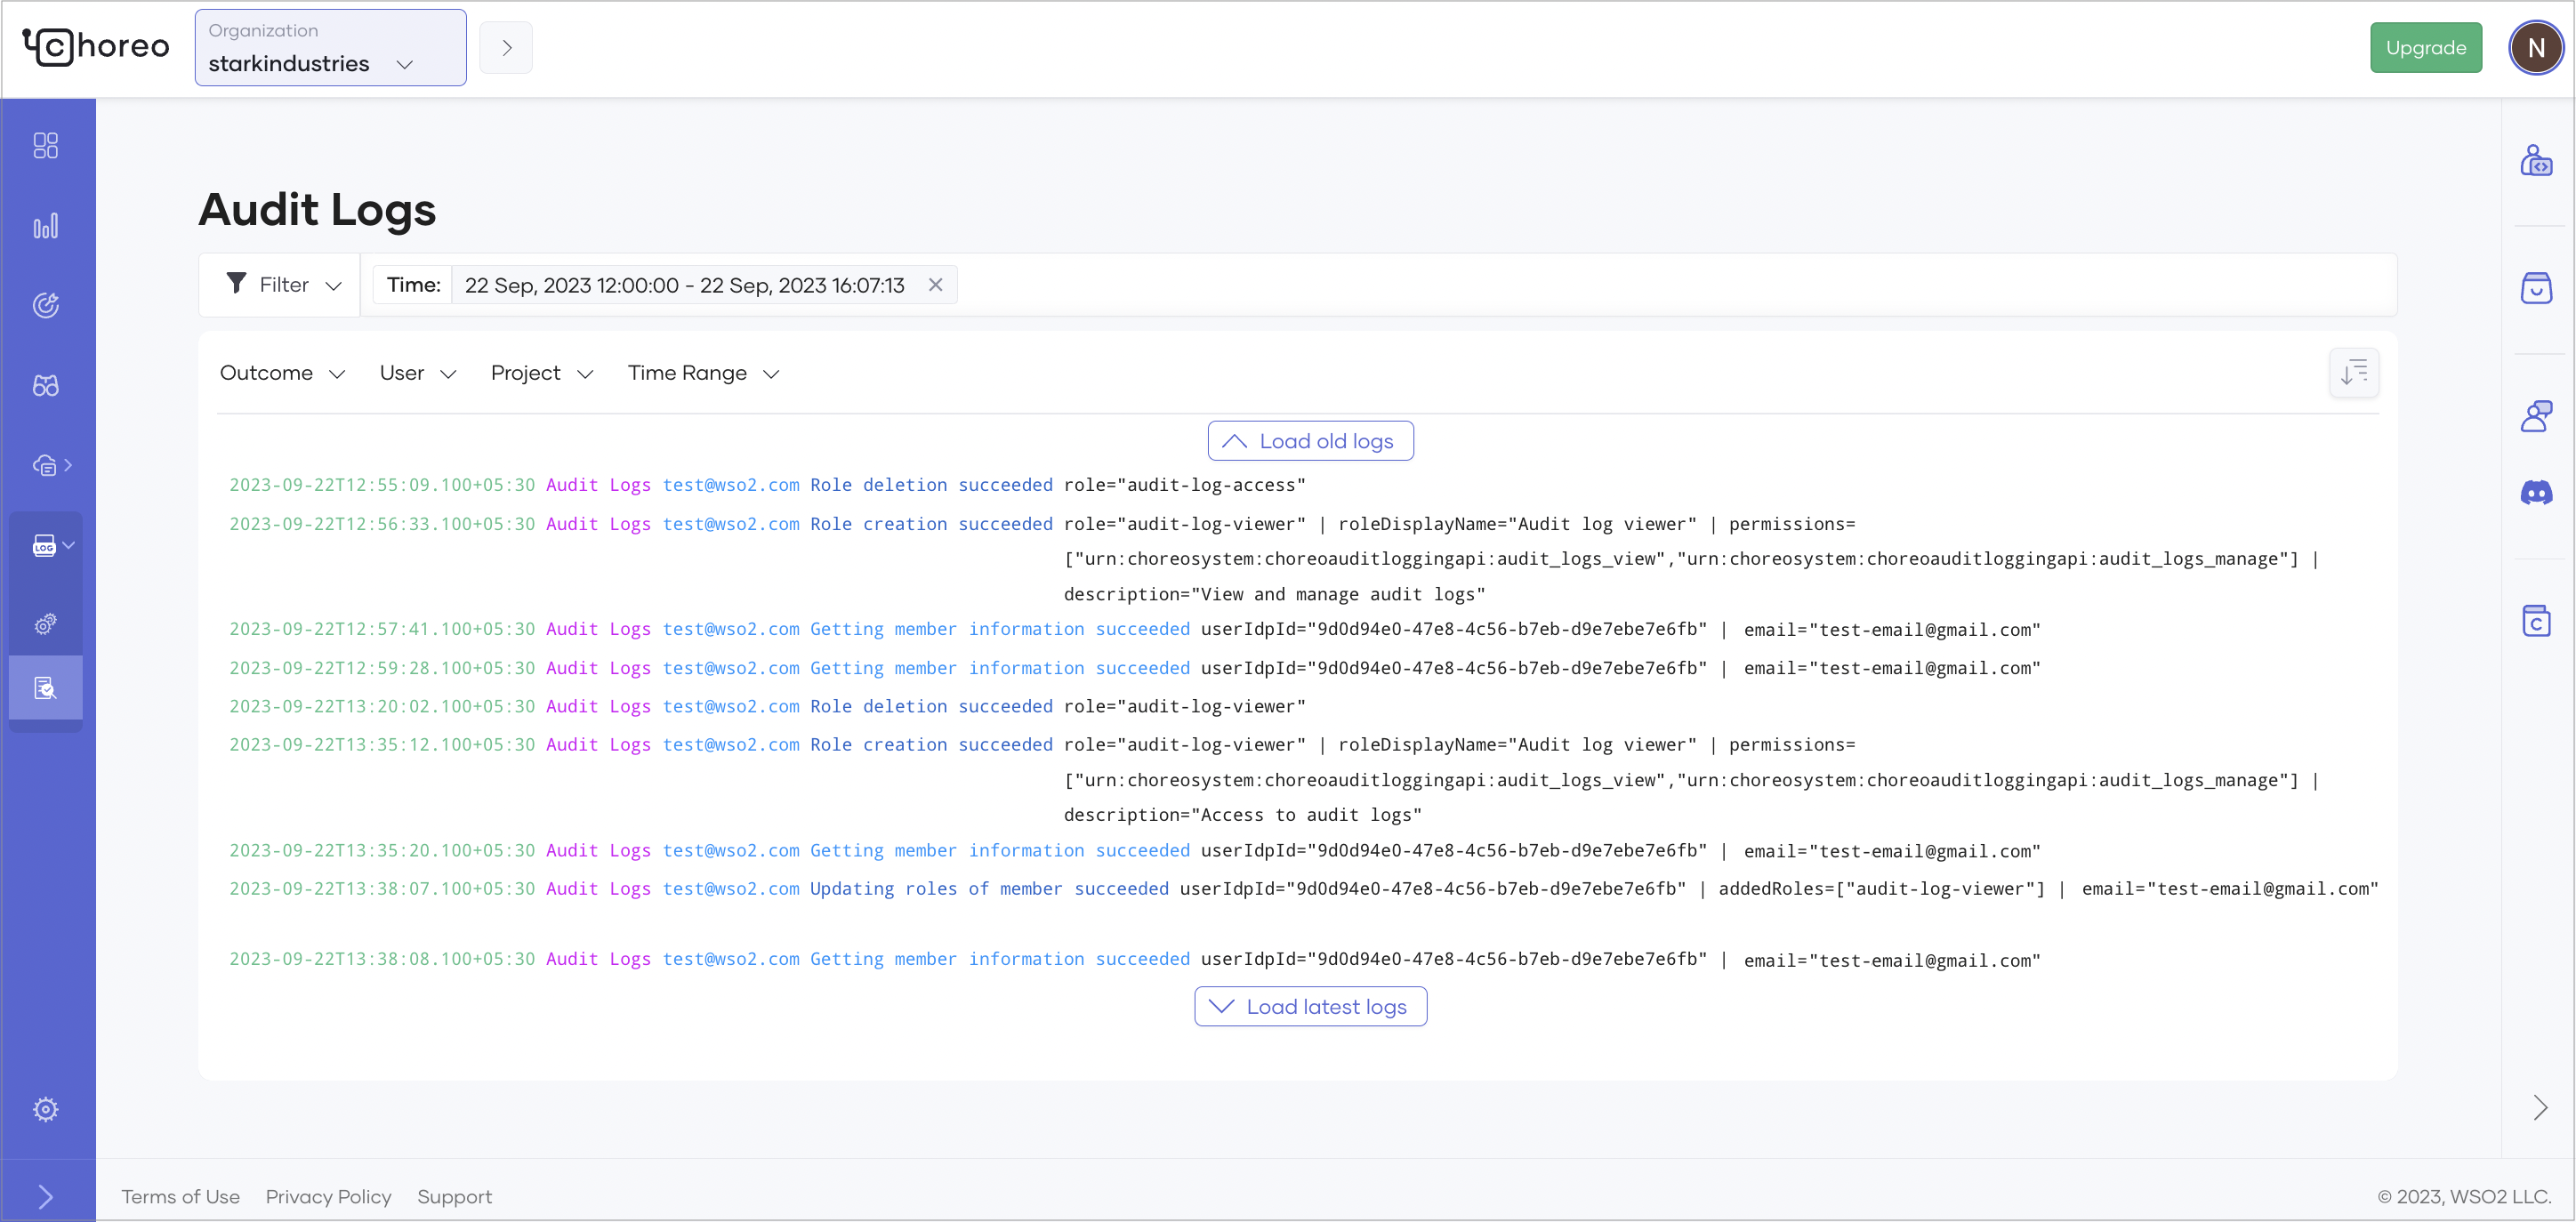 choreo
Organization
starkindustries
Upgrade
N
Audit Logs
Filter
Time: 22 Sep, 2023 12:00:00 - 22 Sep, 2023 16:07:13
Outcome User Project Time Range
Load old logs
2023-09-22T12:55:09.100+05:30 Audit Logs test@wso2.com Role deletion succeeded role="audit-log-access"
2023-09-22T12:56:33.100+05:30 Audit Logs test@wso2.com Role creation succeeded role="audit-log-viewer" | roleDisplayName="Audit log viewer" | permissions=
["urn:choreosystem:choreoauditloggingapi:audit_logs_view","urn:choreosystem:choreoauditloggingapi:audit_logs_manage"] |
description="View and manage audit logs"
2023-09-22T12:57:41.100+05:30 Audit Logs test@wso2.com Getting member information succeeded userIdpId="9d0d94e0-47e8-4c56-b7eb-d9e7ebe7e6fb" | email="test-email@gmail.com"
2023-09-22T12:59:28.100+05:30 Audit Logs test@wso2.com Getting member information succeeded userIdpId="9d0d94e0-47e8-4c56-b7eb-d9e7ebe7e6fb" | email="test-email@gmail.com"
2023-09-22T13:20:02.100+05:30 Audit Logs test@wso2.com Role deletion succeeded role="audit-log-viewer"
2023-09-22T13:35:12.100+05:30 Audit Logs test@wso2.com Role creation succeeded role="audit-log-viewer" | roleDisplayName="Audit log viewer" | permissions=
["urn:choreosystem:choreoauditloggingapi:audit_logs_view","urn:choreosystem:choreoauditloggingapi:audit_logs_manage"] |
description="Access to audit logs"
2023-09-22T13:35:20.100+05:30 Audit Logs test@wso2.com Getting member information succeeded userIdpId="9d0d94e0-47e8-4c56-b7eb-d9e7ebe7e6fb" | email="test-email@gmail.com"
2023-09-22T13:38:07.100+05:30 Audit Logs test@wso2.com Updating roles of member succeeded userIdpId="9d0d94e0-47e8-4c56-b7eb-d9e7ebe7e6fb" | addedRoles=["audit-log-viewer"] | email="test-email@gmail.com"
2023-09-22T13:38:08.100+05:30 Audit Logs test@wso2.com Getting member information succeeded userIdpId="9d0d94e0-47e8-4c56-b7eb-d9e7ebe7e6fb" | email="test-email@gmail.com"
Load latest logs
LOG
C
Terms of Use Privacy Policy Support
© 2023, WSO2 LLC.